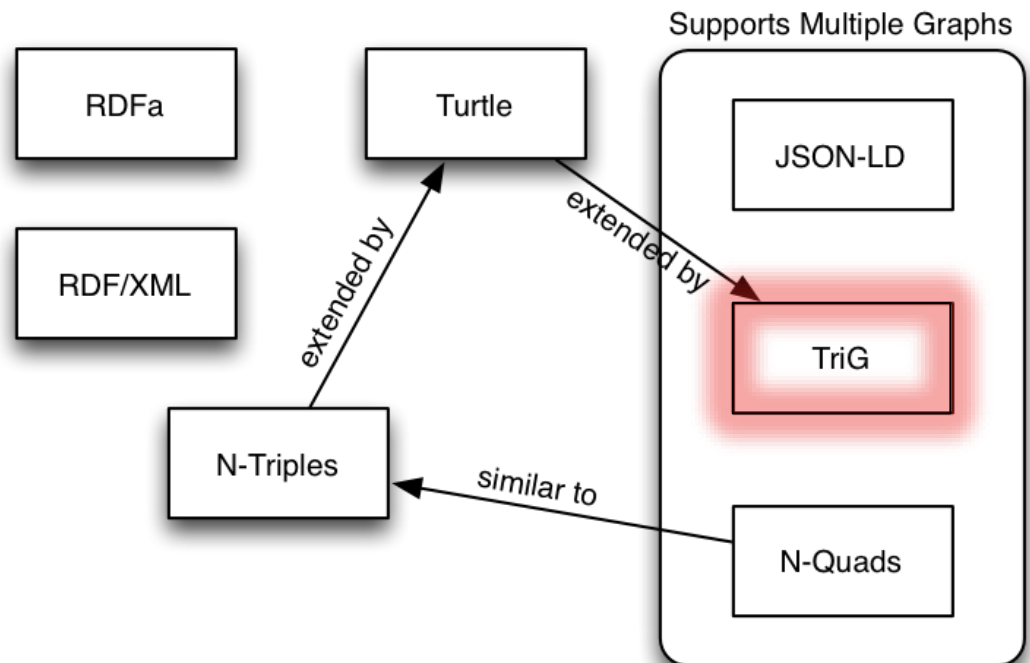 Supports Multiple Graphs
RDFa
Turtle
JSON-LD
extended by
extended by
RDF/XML
TriG
N-Triples
similar to
N-Quads